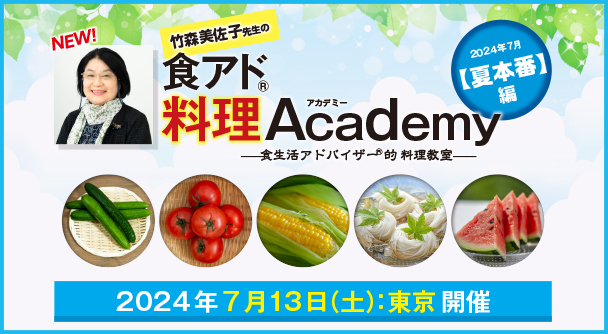 NEW!
竹森美佐子先生の
食アド®
料理Academy
アカデミー
―食生活アドバイザー®的 料理教室―
2024年7月
【夏本番】
編
2024年7月13日(土):東京 開催